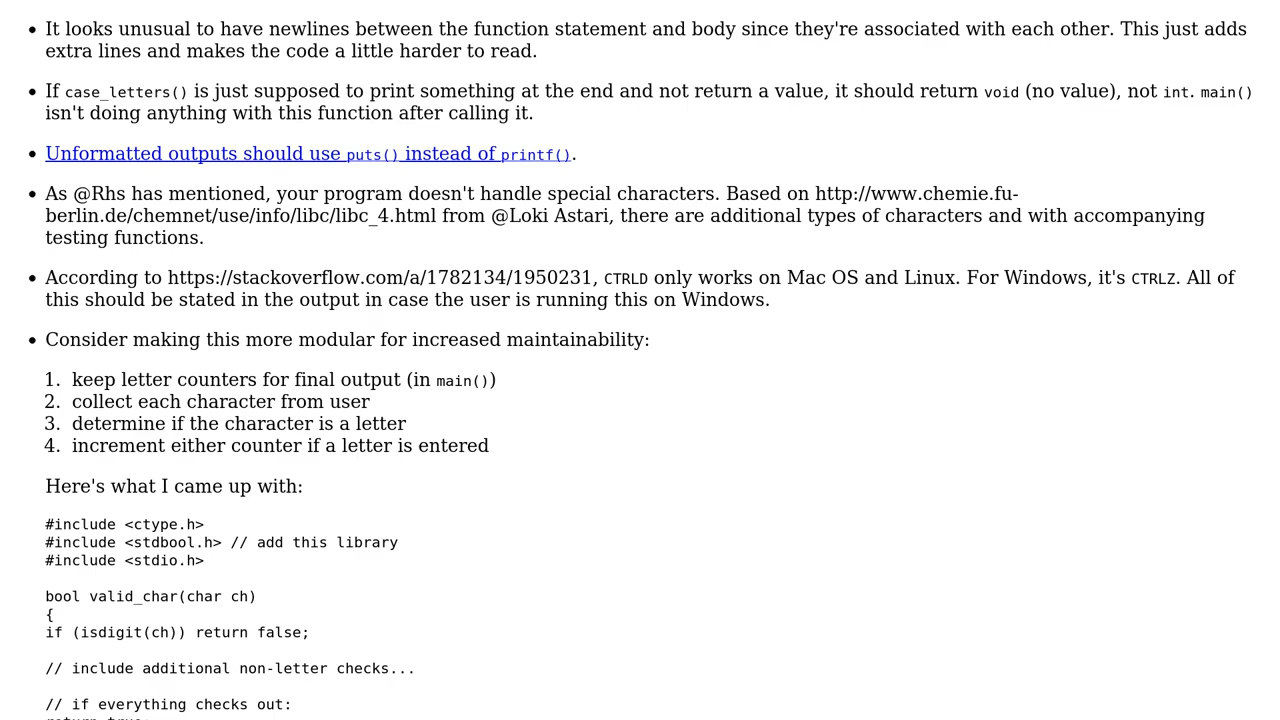 It looks unusual to have newlines between the function statement and body since they're associated with each other. This just adds
extra lines and makes the code a little harder to read.
If case_letters() is just supposed to print something at the end and not return a value, it should return void (no value), not int. main()
isn't doing anything with this function after calling it.
Unformatted outputs should use puts() instead of printf().
As @Rhs has mentioned, your program doesn't handle special characters. Based on http://www.chemie.fu-
berlin.de/chemnet/use/info/libc/libc_4.html from @Loki Astari, there are additional types of characters and with accompanying
testing functions.
According to https://stackoverflow.com/a/1782134/1950231, CTRLD only works on Mac OS and Linux. For Windows, it's CTRLZ. All of
this should be stated in the output in case the user is running this on Windows.
Consider making this more modular for increased maintainability:
1. keep letter counters for final output (in main())
2. collect each character from user
3. determine if the character is a letter
4. increment either counter if a letter is entered
Here's what I came up with:
#include <ctype.h>
#include <stdbool.h> // add this library
#include <stdio.h>
bool valid_char(char ch)
{
if (isdigit(ch)) return false;
// include additional non-letter checks...
// if everything checks out: